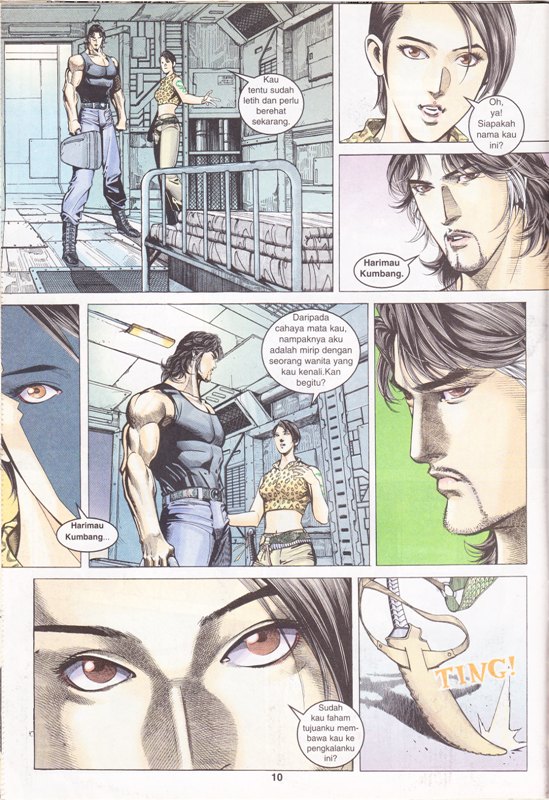 Kau
tentu sudah
letih dan perlu
berehat
sekarang.
Oh,
ya!
Siapakah
nama kau
ini?
Harimau
Kumbang.
Harimau
Kumbang...
Daripada
cahaya mata kau,
nampaknya aku
adalah mirip dengan
seorang wanita yang
kau kenali.Kan
begitu?
Sudah
kau faham
tujuanku mem-
bawa kau ke
pengkalanku
ini?
TING!
10